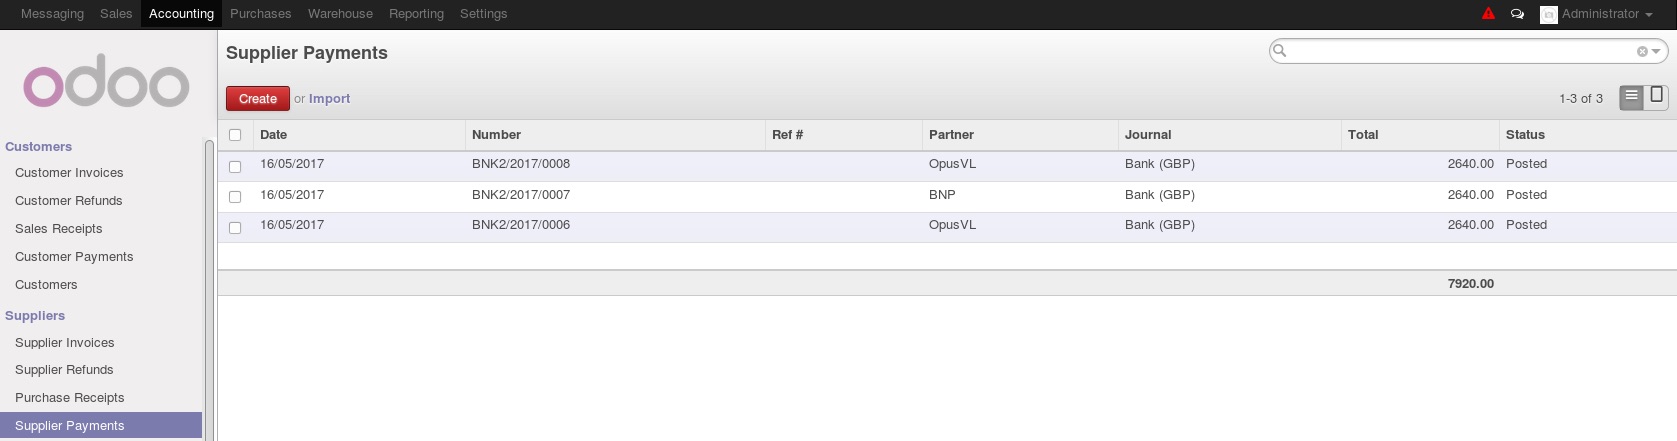 Messaging Sales Accounting Purchases Warehouse Reporting Settings Administrator
odoo
Supplier Payments
Create or Import 1-3 of 3
Date Number Ref # Partner Journal Total Status
16/05/2017 BNK2/2017/0008 OpusVL Bank (GBP) 2640.00 Posted
16/05/2017 BNK2/2017/0007 BNP Bank (GBP) 2640.00 Posted
16/05/2017 BNK2/2017/0006 OpusVL Bank (GBP) 2640.00 Posted
7920.00
Customers
Customer Invoices
Customer Refunds
Sales Receipts
Customer Payments
Customers
Suppliers
Supplier Invoices
Supplier Refunds
Purchase Receipts
Supplier Payments